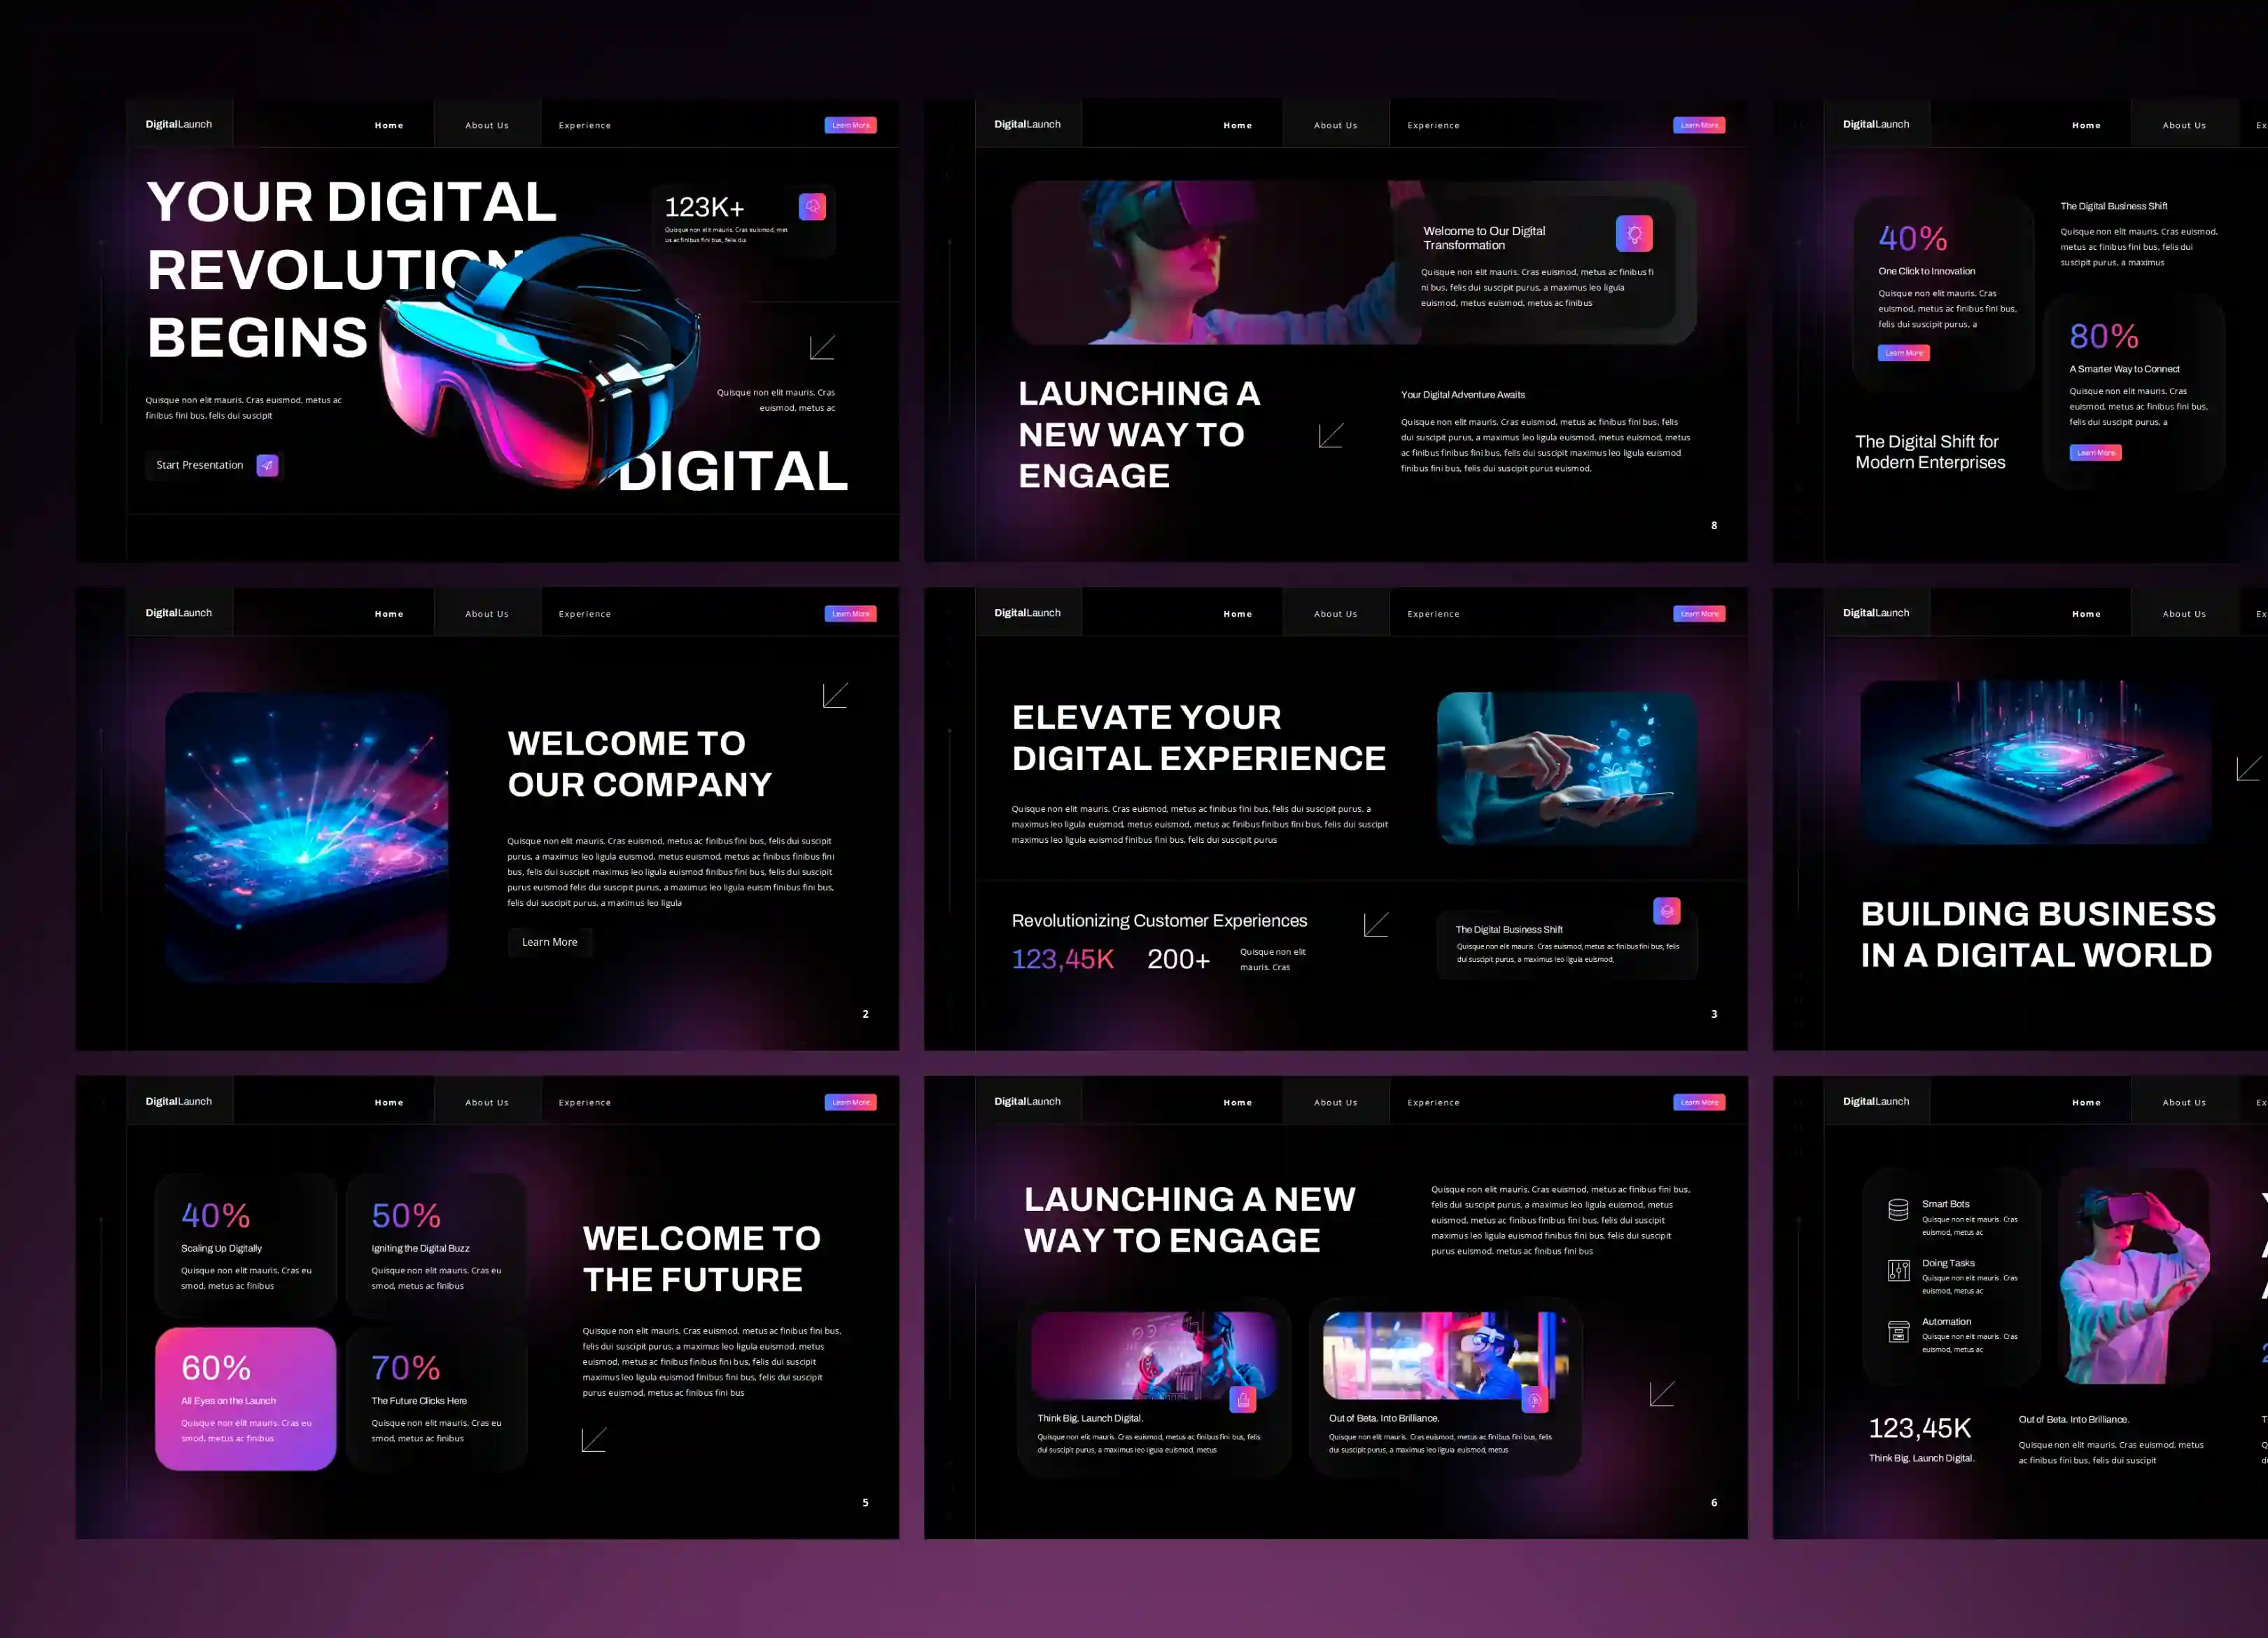 DigitalLaunch
Home
About Us
Experience
Learn More
YOUR DIGITAL
REVOLUTION
BEGINS
123K+
Quisque non elit mauris. Cras euismod, met
us ac finibus fini bus, felis dui
Quisque non elit mauris. Cras euismod, metus ac
finibus fini bus, felis dui suscipit
Start Presentation
Quisque non elit mauris. Cras
euismod, metus ac
DIGITAL
DigitalLaunch
Home
About Us
Experience
Learn More
Welcome to Our Digital
Transformation
Quisque non elit mauris. Cras euismod, metus ac finibus fi
ni bus, felis dui suscipit purus, a maximus leo ligula
euismod, metus euismod, metus ac finibus
LAUNCHING A
NEW WAY TO
ENGAGE
Your Digital Adventure Awaits
Quisque non elit mauris. Cras euismod, metus ac finibus fini bus, felis
dui suscipit purus, a maximus leo ligula euismod, metus euismod, metus
ac finibus finibus fini bus, felis dui suscipit maximus leo ligula euismod
finibus fini bus, felis dui suscipit purus euismod,
8
DigitalLaunch
Home
About Us
Ex
40%
One Click to Innovation
Quisque non elit mauris. Cras
euismod, metus ac finibus fini bus,
felis dui suscipit purus, a
Learn More
The Digital Shift for
Modern Enterprises
The Digital Business Shift
Quisque non elit mauris. Cras euismod,
metus ac finibus fini bus, felis dui
suscipit purus, a maximus
80%
A Smarter Way to Connect
Quisque non elit mauris. Cras
euismod, metus ac finibus fini bus,
felis dui suscipit purus, a
Learn More
DigitalLaunch
Home
About Us
Experience
Learn More
WELCOME TO
OUR COMPANY
Quisque non elit mauris. Cras euismod, metus ac finibus fini bus, felis dui suscipit
purus, a maximus leo ligula euismod, metus euismod, metus ac finibus finibus fini
bus, felis dui suscipit maximus leo ligula euismod finibus fini bus, felis dui suscipit
purus euismod felis dui suscipit purus, a maximus leo ligula euism finibus fini bus,
felis dui suscipit purus, a maximus leo ligula
Learn More
2
DigitalLaunch
Home
About Us
Experience
Learn More
ELEVATE YOUR
DIGITAL EXPERIENCE
Quisque non elit mauris. Cras euismod, metus ac finibus fini bus, felis dui suscipit purus, a
maximus leo ligula euismod, metus euismod, metus ac finibus finibus fini bus, felis dui suscipit
maximus leo ligula euismod finibus fini bus, felis dui suscipit purus
Revolutionizing Customer Experiences
123,45K
200+
Quisque non elit
mauris. Cras
The Digital Business Shift
Quisque non elit mauris. Cras euismod, metus ac finibus fini bus, felis
dui suscipit purus, a maximus leo ligula euismod,
3
DigitalLaunch
Home
About Us
Ex
BUILDING BUSINESS
IN A DIGITAL WORLD
DigitalLaunch
Home
About Us
Experience
Learn More
40%
Scaling Up Digitally
Quisque non elit mauris. Cras eu
smod, metus ac finibus
50%
Igniting the Digital Buzz
Quisque non elit mauris. Cras eu
smod, metus ac finibus
60%
All Eyes on the Launch
Quisque non elit mauris. Cras eu
smod, metus ac finibus
70%
The Future Clicks Here
Quisque non elit mauris. Cras eu
smod, metus ac finibus
WELCOME TO
THE FUTURE
Quisque non elit mauris. Cras euismod, metus ac finibus fini bus,
felis dui suscipit purus, a maximus leo ligula euismod, metus
euismod, metus ac finibus finibus fini bus, felis dui suscipit
maximus leo ligula euismod finibus fini bus, felis dui suscipit
purus euismod, metus ac finibus fini bus
5
DigitalLaunch
Home
About Us
Experience
Learn More
LAUNCHING A NEW
WAY TO ENGAGE
Quisque non elit mauris. Cras euismod, metus ac finibus fini bus,
felis dui suscipit purus, a maximus leo ligula euismod, metus
euismod, metus ac finibus finibus fini bus, felis dui suscipit
maximus leo ligula euismod finibus fini bus, felis dui suscipit
purus euismod, metus ac finibus fini bus
Think Big. Launch Digital.
Quisque non elit mauris. Cras euismod, metus ac finibus fini bus, felis
dui suscipit purus, a maximus leo ligula euismod, metus
Out of Beta. Into Brilliance.
Quisque non elit mauris. Cras euismod, metus ac finibus fini bus, felis
dui suscipit purus, a maximus leo ligula euismod, metus
6
DigitalLaunch
Home
About Us
Ex
Smart Bots
Quisque non elit mauris. Cras
euismod, metus ac
Doing Tasks
Quisque non elit mauris. Cras
euismod, metus ac
Automation
Quisque non elit mauris. Cras
euismod, metus ac
123,45K
Think Big. Launch Digital.
Out of Beta. Into Brilliance.
Quisque non elit mauris. Cras euismod, metus
ac finibus fini bus, felis dui suscipit